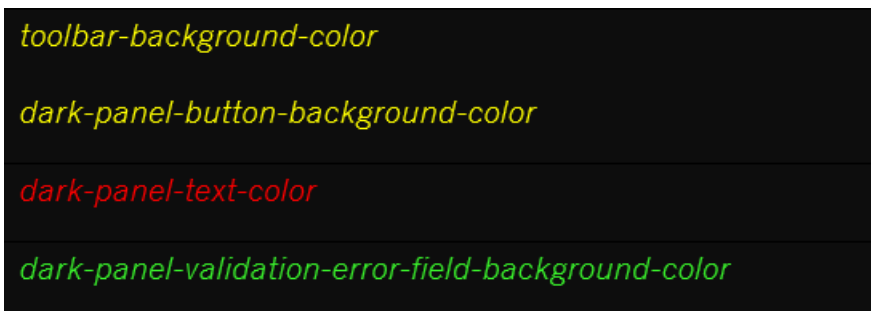 toolbar-background-color
dark-panel-button-background-color
dark-panel-text-color
dark-panel-validation-error-field-background-color